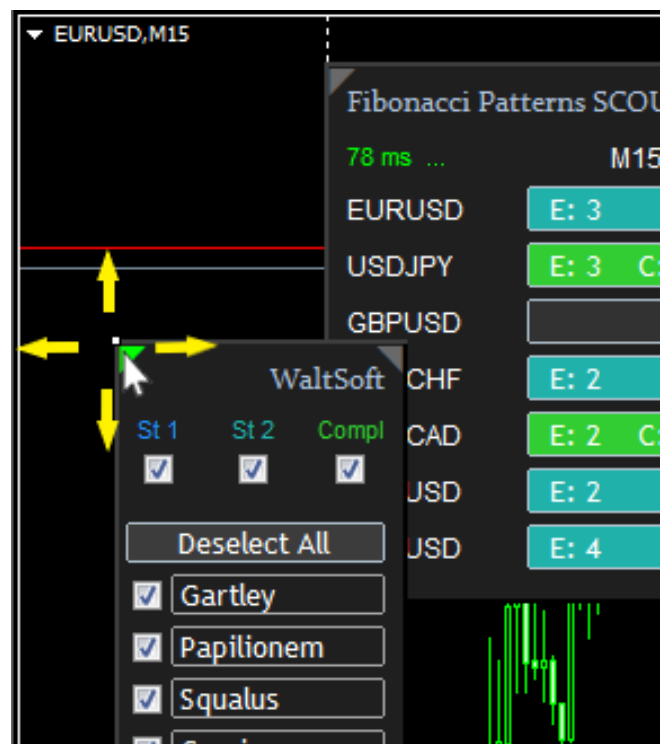 EURUSD,M15
Fibonacci Patterns SCOU
78 ms ...
M15
EURUSD E: 3
USDJPY E: 3 C:
GBPUSD
CHF E: 2
CAD E: 2 C:
USD E: 2
USD E: 4
WaltSoft
St 1 St 2 Compl
Deselect All
Gartley
Papilionem
Squalus